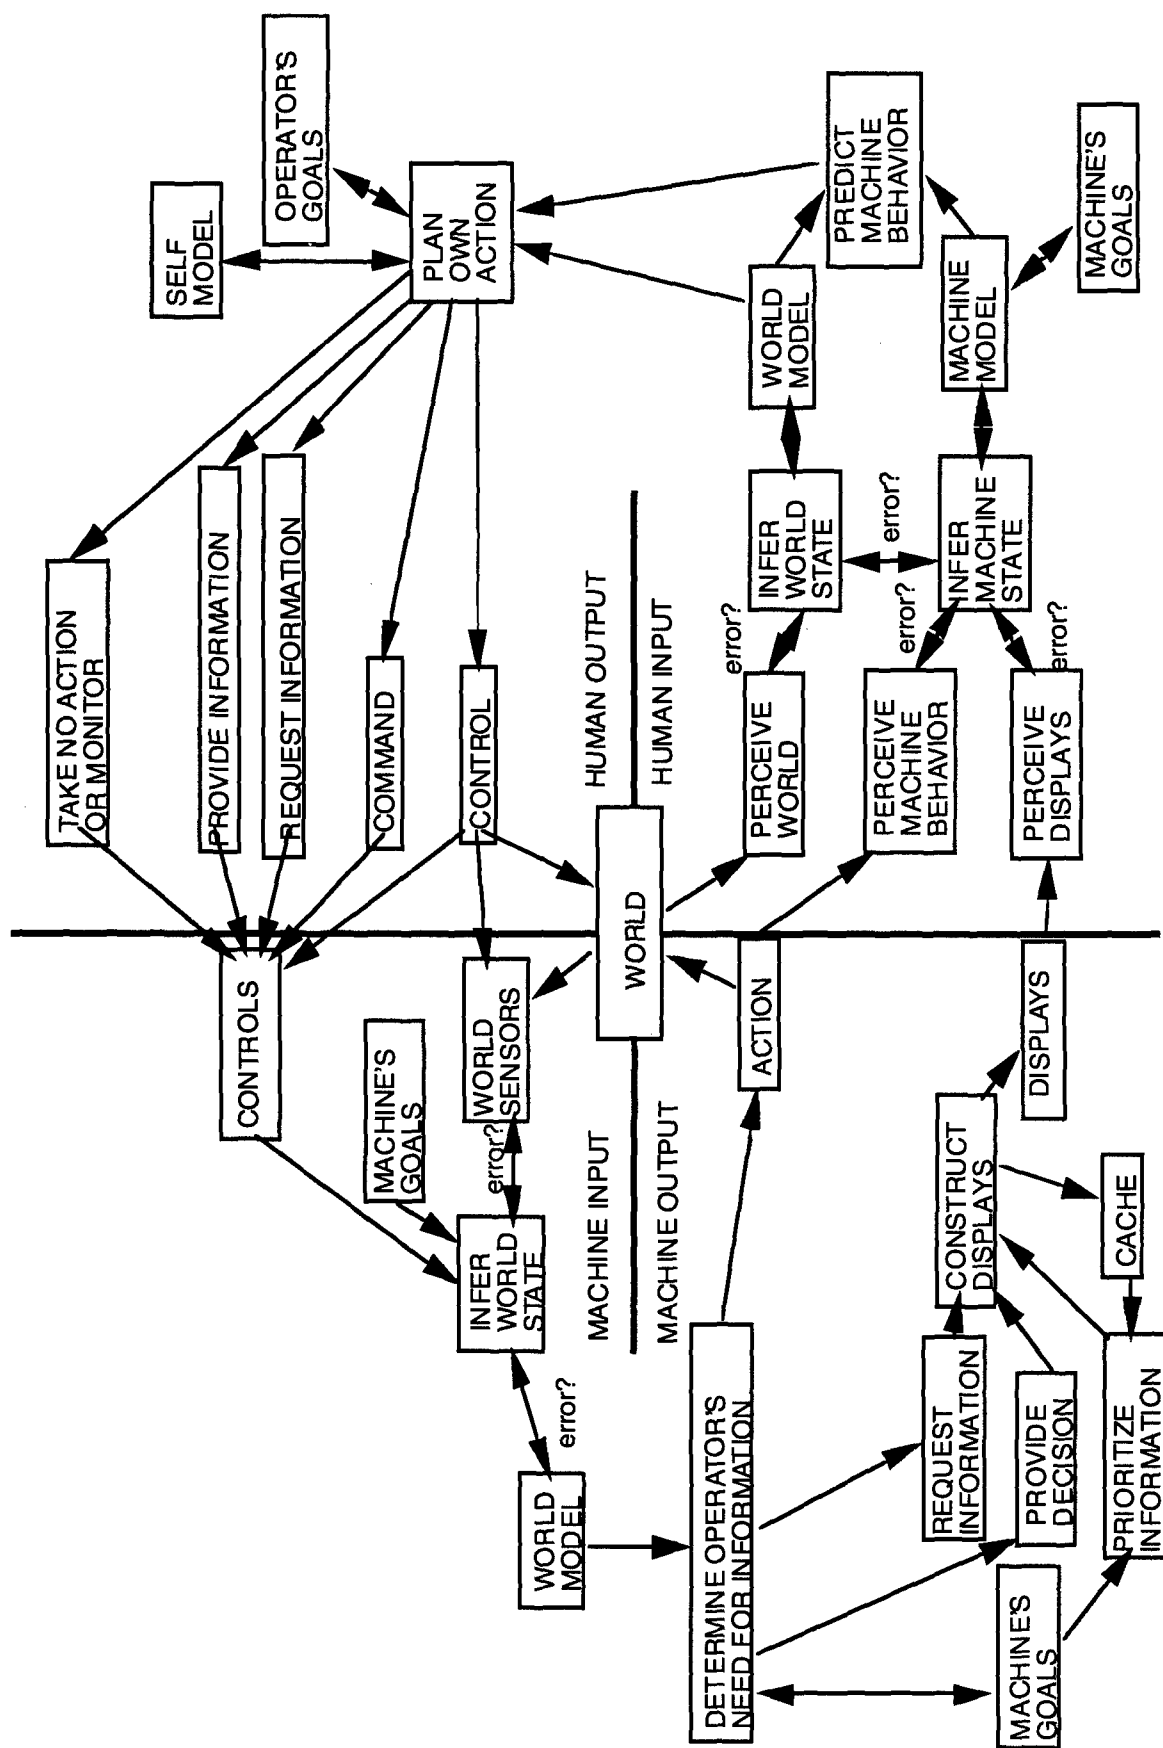 CONTROLS
MACHINE'S
GOALS
WORLD
SENSORS
error?
INFER
WORLD
STATE
error?
WORLD
MODEL
MACHINE INPUT
TAKE NO ACTION
OR MONITOR
PROVIDE INFORMATION
REQUEST INFORMATION
COMMAND
CONTROL
SELF
MODEL
OPERATOR'S
GOALS
PLAN
OWN
ACTION
HUMAN OUTPUT
WORLD
MACHINE OUTPUT
DETERMINE OPERATOR'S
NEED FOR INFORMATION
ACTION
REQUEST
INFORMATION
CONSTRUCT
DISPLAYS
DISPLAYS
MACHINE'S
GOALS
PROVIDE
DECISION
CACHE
PRIORITIZE
INFORMATION
HUMAN INPUT
error?
PERCEIVE
WORLD
INFER
WORLD
STATE
WORLD
MODEL
PREDICT
MACHINE
BEHAVIOR
error?
error?
PERCEIVE
MACHINE
BEHAVIOR
INFER
MACHINE
STATE
MACHINE
MODEL
PERCEIVE
DISPLAYS
error?
MACHINE'S
GOALS